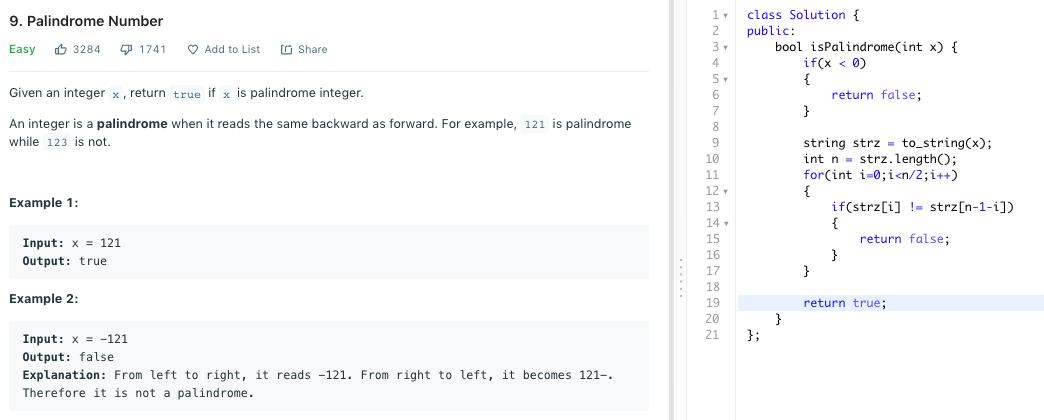 9. Palindrome Number
Easy 3284 1741 Add to List Share
Given an integer x, return true if x is palindrome integer.
An integer is a palindrome when it reads the same backward as forward. For example, 121 is palindrome
while 123 is not.
Example 1:
Input: x = 121
Output: true
Example 2:
Input: x = -121
Output: false
Explanation: From left to right, it reads -121. From right to left, it becomes 121-.
Therefore it is not a palindrome.
1 class Solution {
2 public:
3     bool isPalindrome(int x) {
4         if(x < 0)
5         {
6             return false;
7         }
8
9         string strz = to_string(x);
10         int n = strz.length();
11         for(int i=0;i<n/2;i++)
12         {
13             if(strz[i] != strz[n-1-i])
14             {
15                 return false;
16             }
17         }
18
19         return true;
20     }
21 };